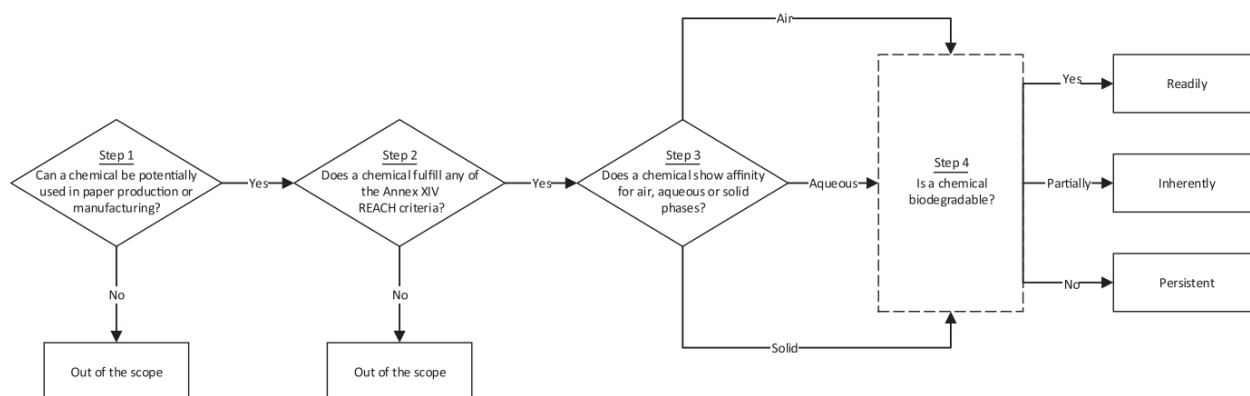 Air
Step 1
Can a chemical be potentially
used in paper production or
manufacturing?
Yes
Step 2
Does a chemical fulfill any of
the Annex XIV
REACH criteria?
Yes
Step 3
Does a chemical show affinity
for air, aqueous or solid
phases?
Aqueous
Step 4
Is a chemical
biodegradable?
Yes
Readily
Partially
Inherently
No
Persistent
No
No
Solid
Out of the scope
Out of the scope